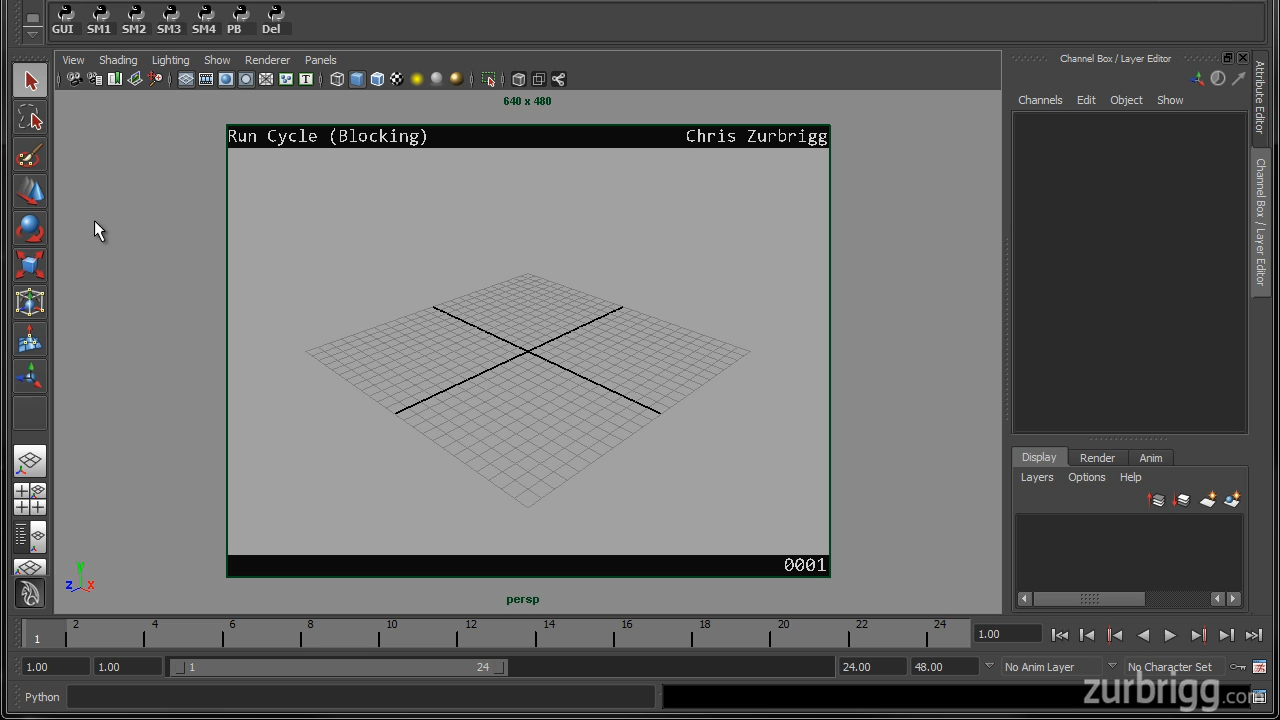 GUI SM1 SM2 SM3 SM4 PB Del
View Shading Lighting Show Renderer Panels
Channel Box / Layer Editor
Channels Edit Object Show
Attribute Editor
Channel Box / Layer Editor
640 x 480
Run Cycle (Blocking) Chris Zurbrigg
T
0001
persp
y
z x
Display Render Anim
Layers Options Help
1 2 4 6 8 10 12 14 16 18 20 22 24 1.00
1.00 1.00 1 24 24.00 48.00 No Anim Layer No Character Set
Python
zurbrigg.com